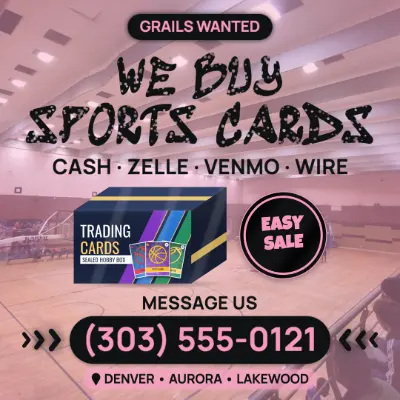 GRAILS WANTED
WE BUY
SPORTS CARDS
CASH · ZELLE · VENMO · WIRE
TRADING
CARDS
SEALED HOBBY BOX
EASY
SALE
MESSAGE US
(303) 555-0121
DENVER • AURORA • LAKEWOOD